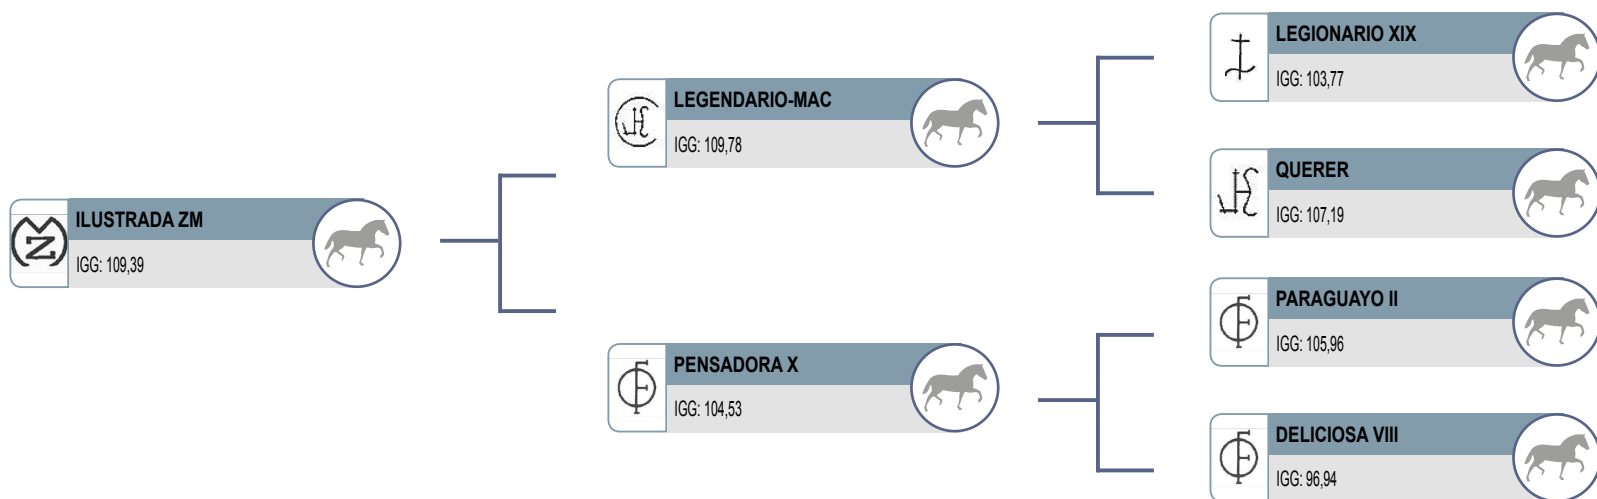 ILUSTRADA ZM
IGG: 109,39
LEGENDARIO-MAC
IGG: 109,78
PENSADORA X
IGG: 104,53
LEGIONARIO XIX
IGG: 103,77
QUERER
IGG: 107,19
PARAGUAYO II
IGG: 105,96
DELICIOSA VIII
IGG: 96,94